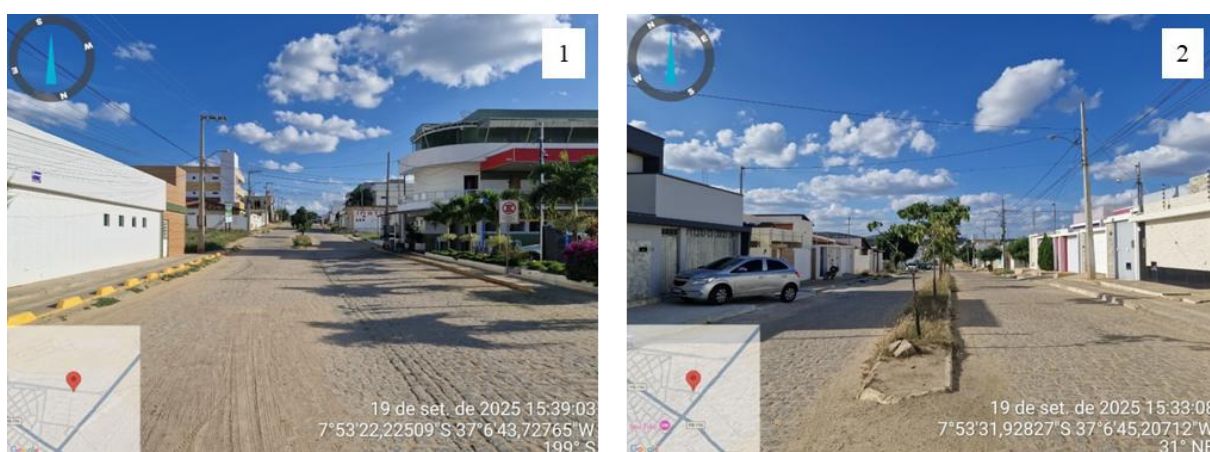 1
19 de set. de 2025 15:39:03
7°53'22,22509"S 37°6'43,72765"W
199° S
2
19 de set. de 2025 15:33:08
7°53'31,92827"S 37°6'45,20712"W
31° NE